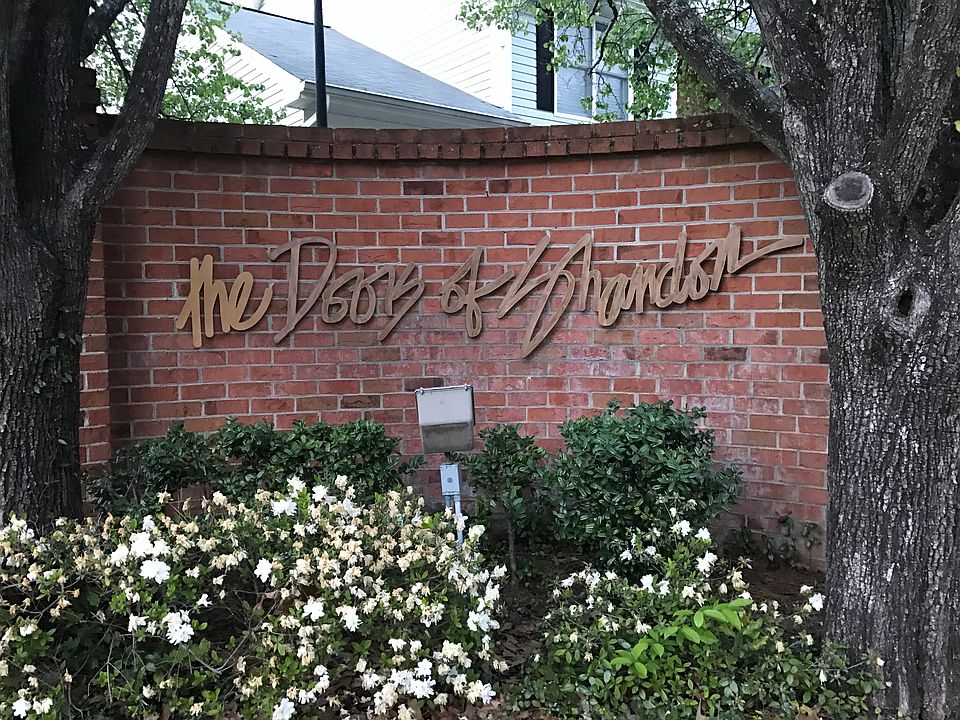 the Doors of Shandon